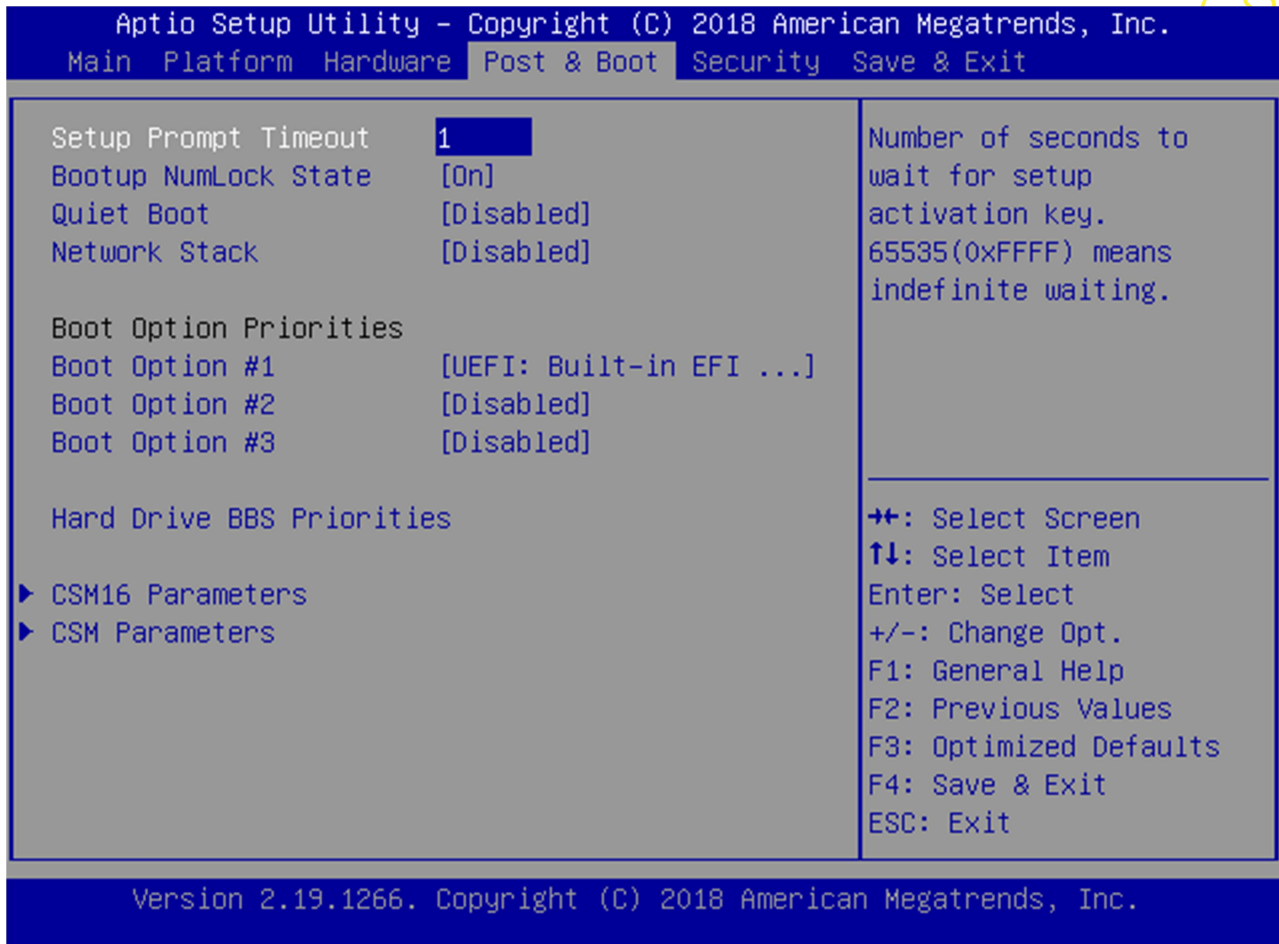 Aptio Setup Utility – Copyright (C) 2018 American Megatrends, Inc.
Main Platform Hardware Post & Boot Security Save & Exit
Setup Prompt Timeout 1
Bootup NumLock State [On]
Quiet Boot [Disabled]
Network Stack [Disabled]
Boot Option Priorities
Boot Option #1 [UEFI: Built-in EFI ...]
Boot Option #2 [Disabled]
Boot Option #3 [Disabled]
Hard Drive BBS Priorities
▶ CSM16 Parameters
▶ CSM Parameters
Number of seconds to
wait for setup
activation key.
65535(0xFFFF) means
indefinite waiting.
→←: Select Screen
↑↓: Select Item
Enter: Select
+/-: Change Opt.
F1: General Help
F2: Previous Values
F3: Optimized Defaults
F4: Save & Exit
ESC: Exit
Version 2.19.1266. Copyright (C) 2018 American Megatrends, Inc.